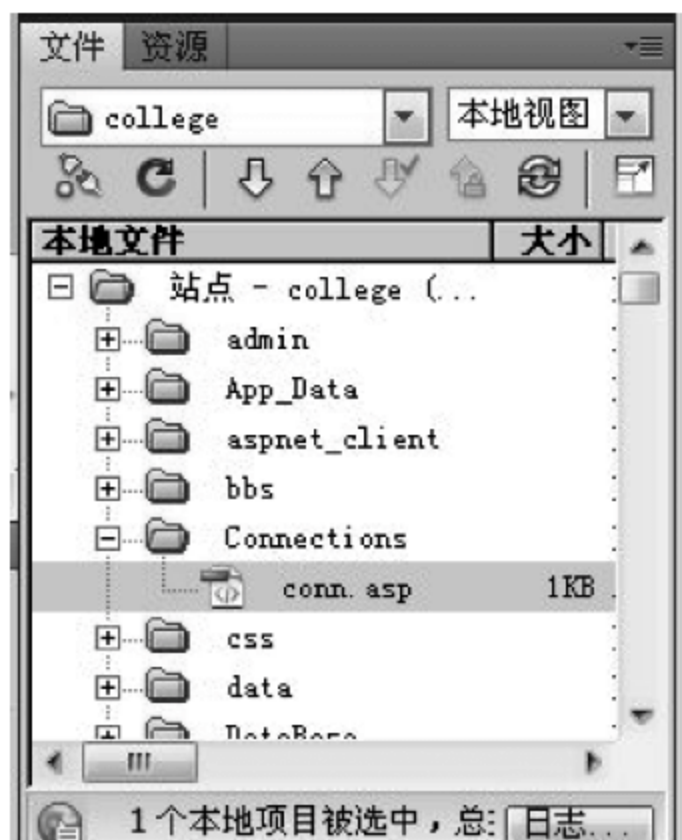 文件 资源
college 本地视图
本地文件 大小
站点 - college (...
admin
App_Data
aspnet_client
bbs
Connections
conn.asp 1KB
css
data
1个本地项目被选中，总: 日志...